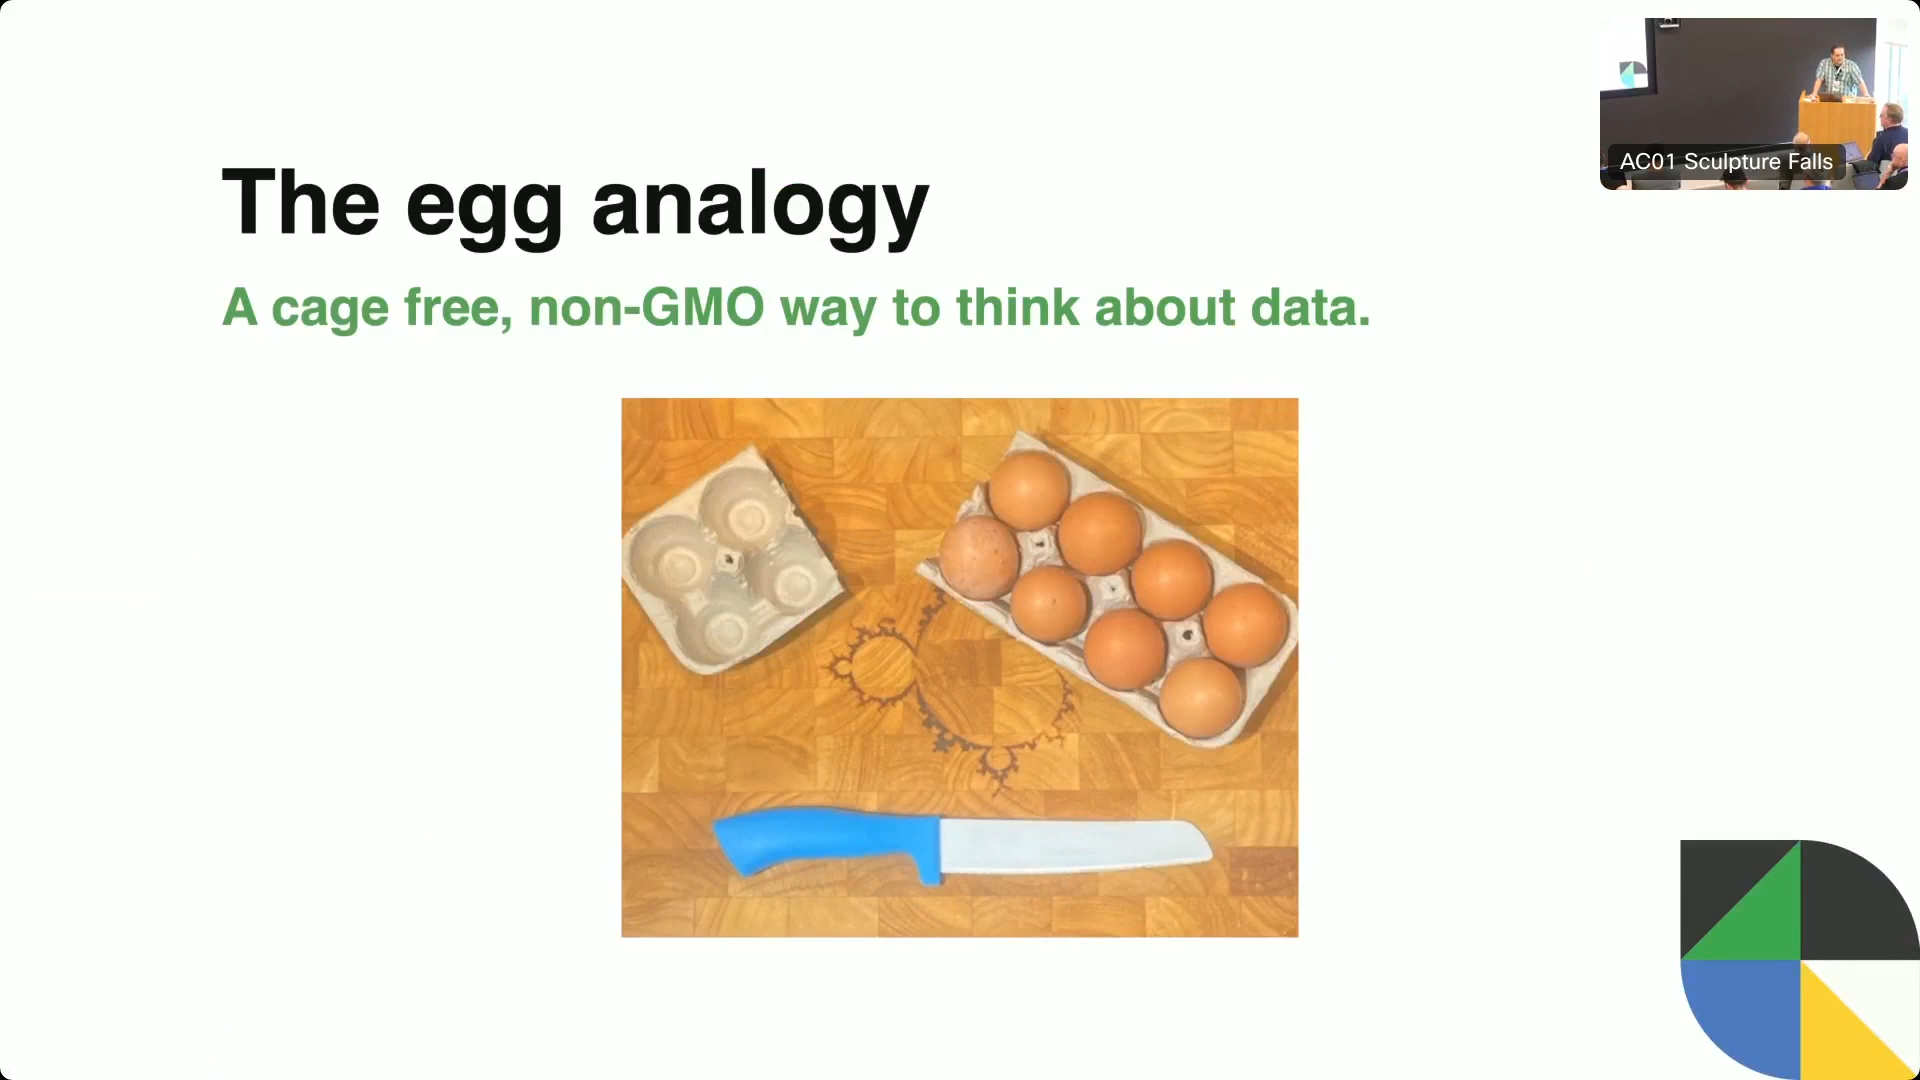 The egg analogy
A cage free, non-GMO way to think about data.
AC01 Sculpture Falls